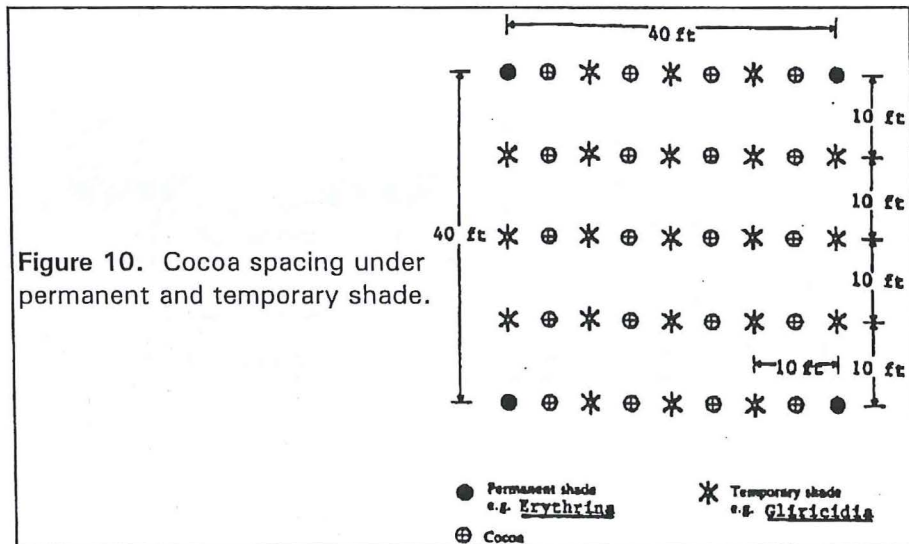 40 ft
10 ft
10 ft
40 ft
Figure 10. Cocoa spacing under
permanent and temporary shade.
10 ft
10 ft
10 ft
Permanent shade
e.g. Erythrina
Temporary shade
e.g. Gliricidia
Cocoa